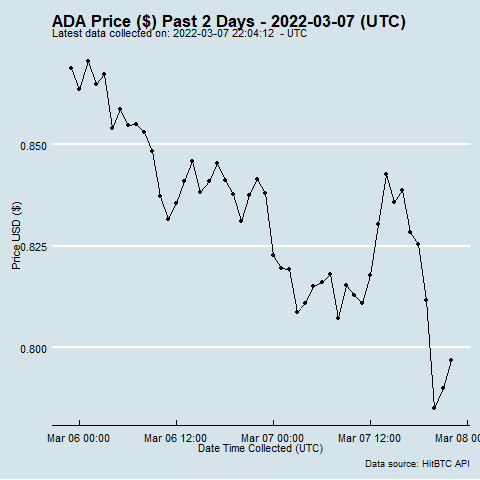 ADA Price ($) Past 2 Days - 2022-03-07 (UTC)
Latest data collected on: 2022-03-07 22:04:12  - UTC
0.850
0.825
0.800
Price USD ($)
Mar 06 00:00
Mar 06 12:00
Mar 07 00:00
Mar 07 12:00
Mar 08 00
Date Time Collected (UTC)
Data source: HitBTC API